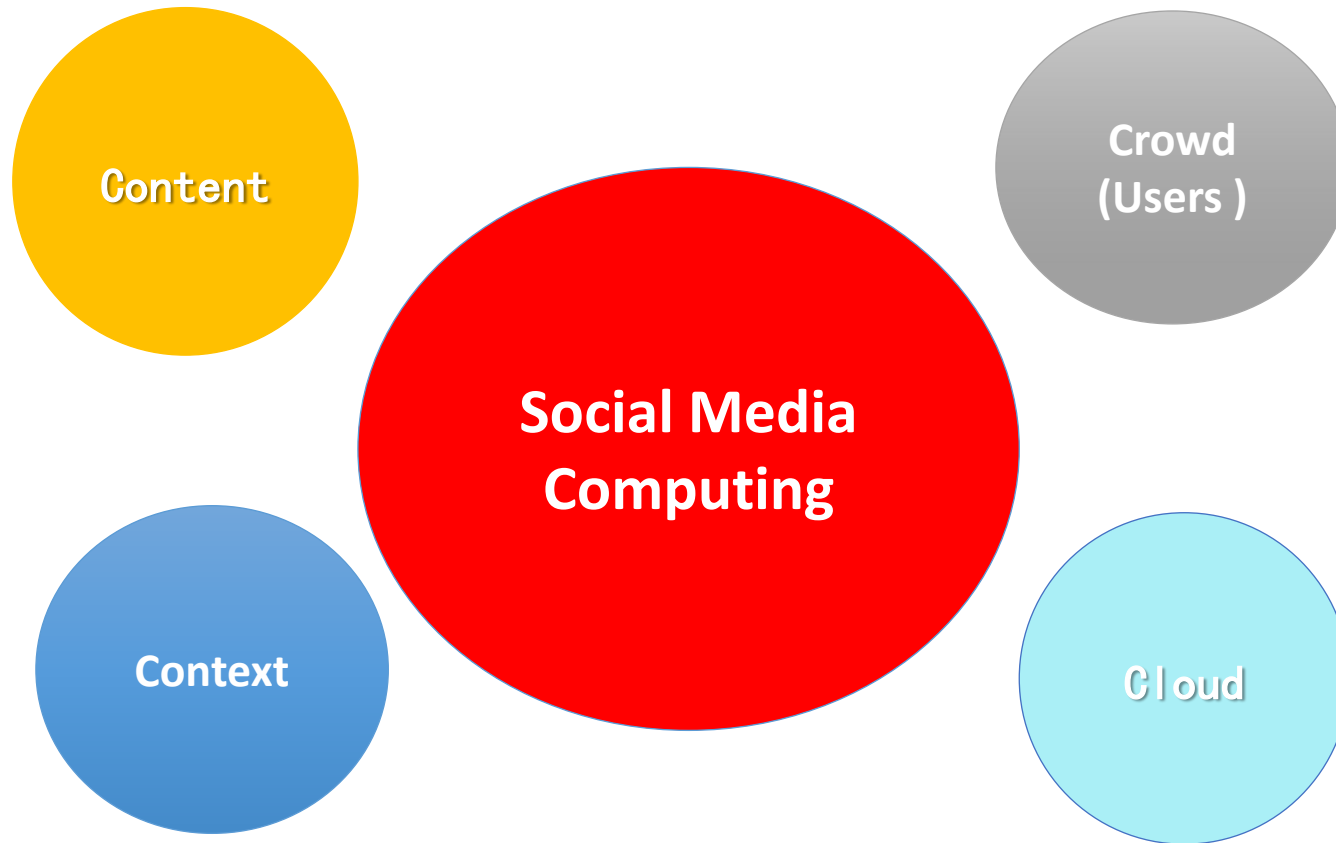 Content
Crowd
(Users )
Social Media
Computing
Context
Cloud